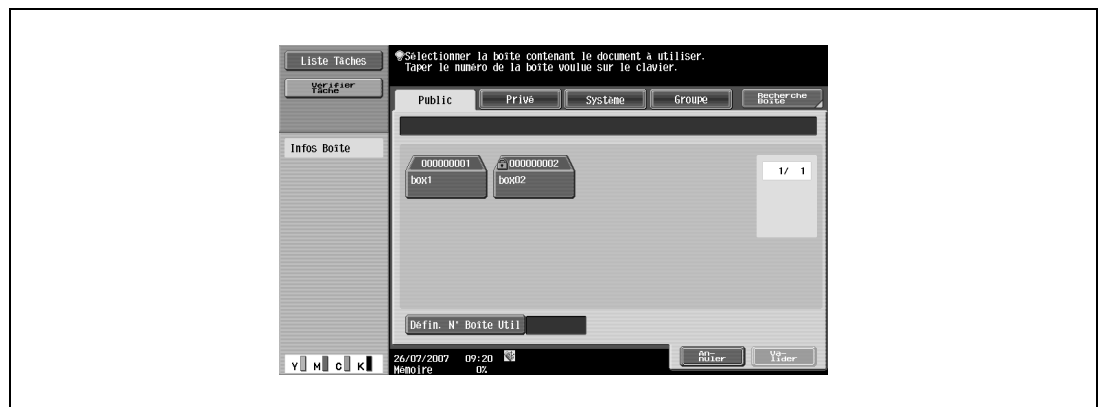 Liste Tâches
Sélectionner la boîte contenant le document à utiliser.
Taper le numéro de la boîte voulue sur le clavier.
Vérifier
Tâche
Public
Privé
Système
Groupe
Recherche
Boîte
Infos Boîte
000000001
000000002
box1
box02
1/ 1
Défin. N° Boîte Util
26/07/2007 09:20
Mémoire 0%
An-
nuler
Va-
lider
Y M C K